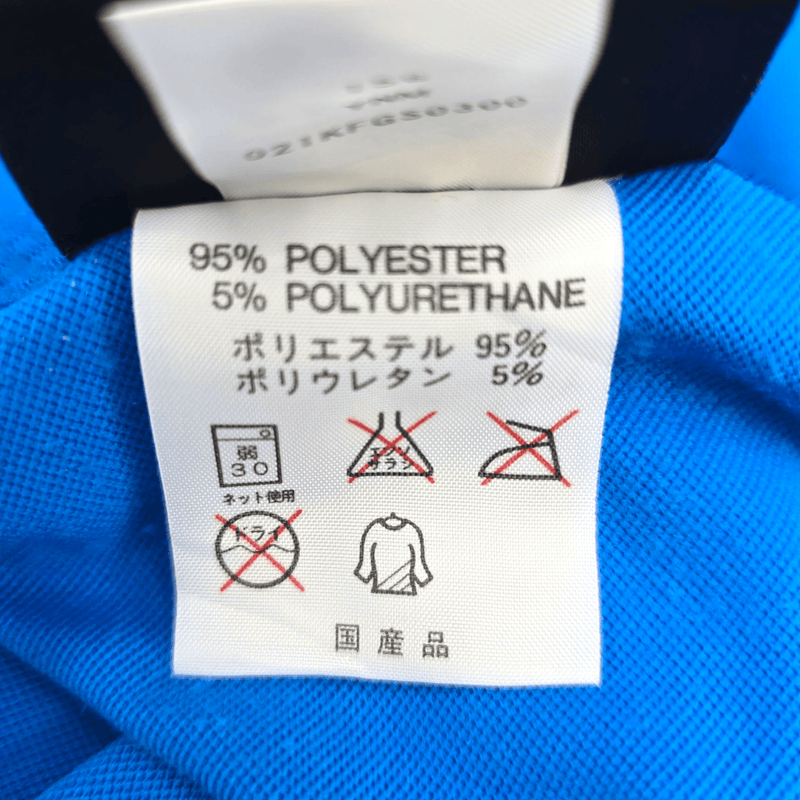 021KFGS0300
95% POLYESTER
5% POLYURETHANE
ポリエステル 95%
ポリウレタン 5%
弱
30
ネット使用
エンソ
サラシ
ドライ
国産品